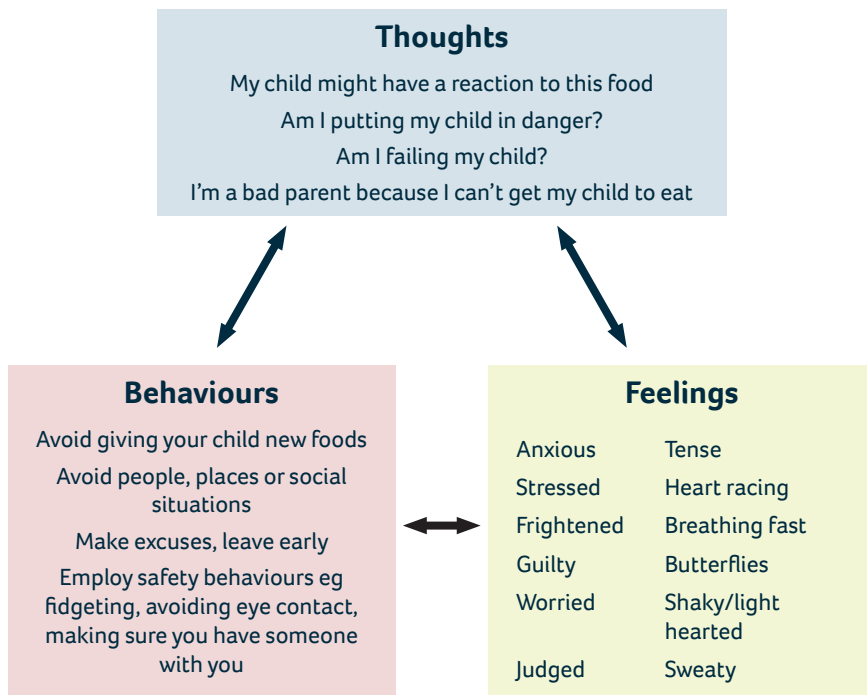 Thoughts
My child might have a reaction to this food
Am I putting my child in danger?
Am I failing my child?
I'm a bad parent because I can't get my child to eat
Behaviours
Avoid giving your child new foods
Avoid people, places or social
situations
Make excuses, leave early
Employ safety behaviours eg
fidgeting, avoiding eye contact,
making sure you have someone
with you
Feelings
Anxious
Stressed
Frightened
Guilty
Worried
Judged
Tense
Heart racing
Breathing fast
Butterflies
Shaky/light
hearted
Sweaty